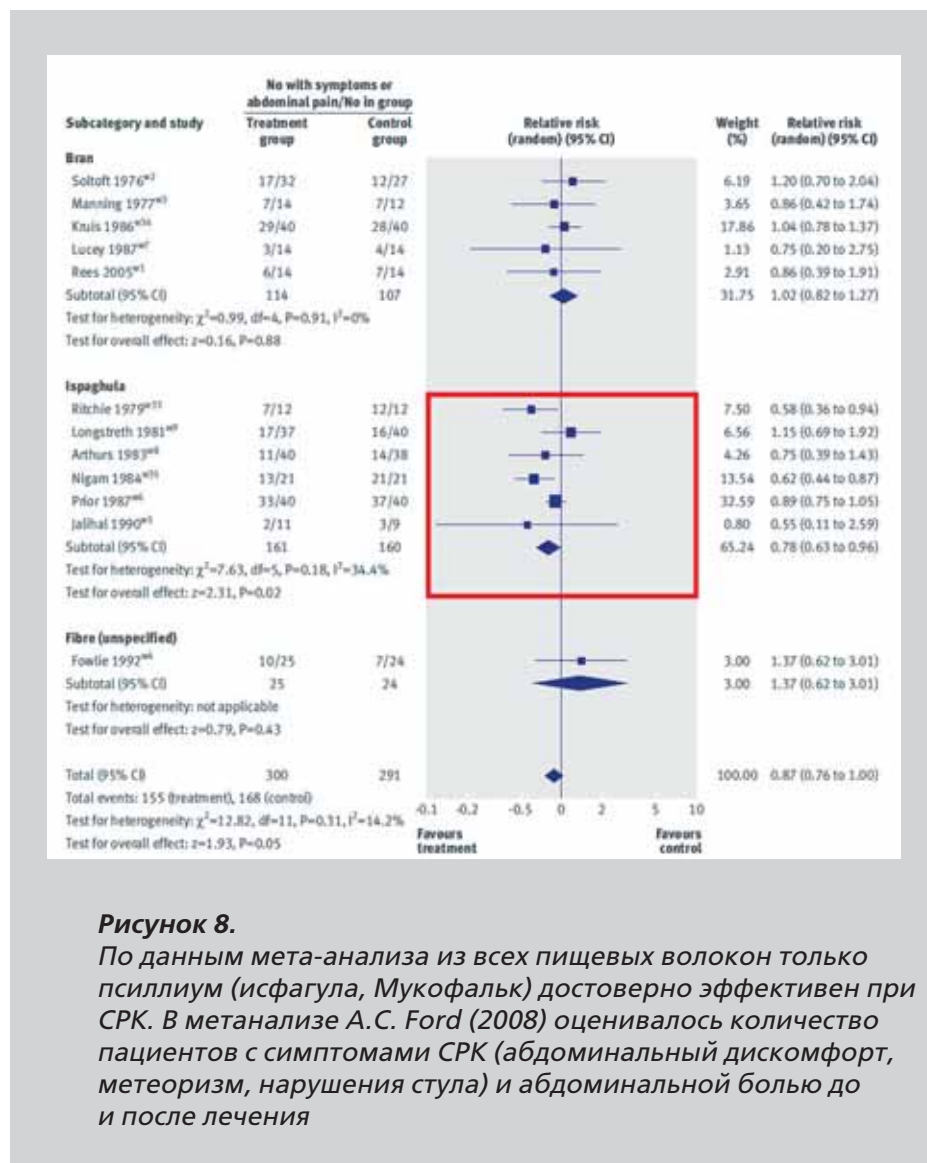 No with symptoms or
abdominal pain/No in group
Subcategory and study Treatment group Control group Relative risk (random) (95% CI) Weight (%) Relative risk (random) (95% CI)
Bran
Soltoft 1976 17/32 12/27 6.19 1.20 (0.70 to 2.04)
Manning 1977 7/14 7/12 3.65 0.86 (0.42 to 1.74)
Kruis 1986 29/40 28/40 17.86 1.04 (0.78 to 1.37)
Lucey 1987 3/14 4/14 1.13 0.75 (0.20 to 2.75)
Rees 2005 6/14 7/14 2.91 0.86 (0.39 to 1.91)
Subtotal (95% CI) 114 107 31.75 1.02 (0.82 to 1.27)
Test for heterogeneity: χ²=0.99, df=4, P=0.91, I²=0%
Test for overall effect: z=0.16, P=0.88
Ispaghula
Ritchie 1979 7/12 12/12 7.50 0.58 (0.36 to 0.94)
Longstreth 1981 17/37 16/40 6.56 1.15 (0.69 to 1.92)
Arthurs 1983 11/40 14/38 4.26 0.75 (0.39 to 1.43)
Nigam 1984 13/21 21/21 13.54 0.62 (0.44 to 0.87)
Prior 1987 33/40 37/40 32.59 0.89 (0.75 to 1.05)
Jalihal 1990 2/11 3/9 0.80 0.55 (0.11 to 2.59)
Subtotal (95% CI) 161 160 65.24 0.78 (0.63 to 0.96)
Test for heterogeneity: χ²=7.63, df=5, P=0.18, I²=34.4%
Test for overall effect: z=2.31, P=0.02
Fibre (unspecified)
Fowlie 1992 10/25 7/24 3.00 1.37 (0.62 to 3.01)
Subtotal (95% CI) 25 24 3.00 1.37 (0.62 to 3.01)
Test for heterogeneity: not applicable
Test for overall effect: z=0.79, P=0.43
Total (95% CI) 300 291 100.00 0.87 (0.76 to 1.00)
Total events: 155 (treatment), 168 (control)
Test for heterogeneity: χ²=12.82, df=11, P=0.31, I²=14.2%
Test for overall effect: z=1.93, P=0.05
-0.1 -0.2 -0.5 0 2 5 10
Favours treatment Favours control
Рисунок 8.
По данным мета-анализа из всех пищевых волокон только
псиллиум (исфагула, Мукофальк) достоверно эффективен при
СРК. В метанализе A.C. Ford (2008) оценивалось количество
пациентов с симптомами СРК (абдоминальный дискомфорт,
метеоризм, нарушения стула) и абдоминальной болью до
и после лечения